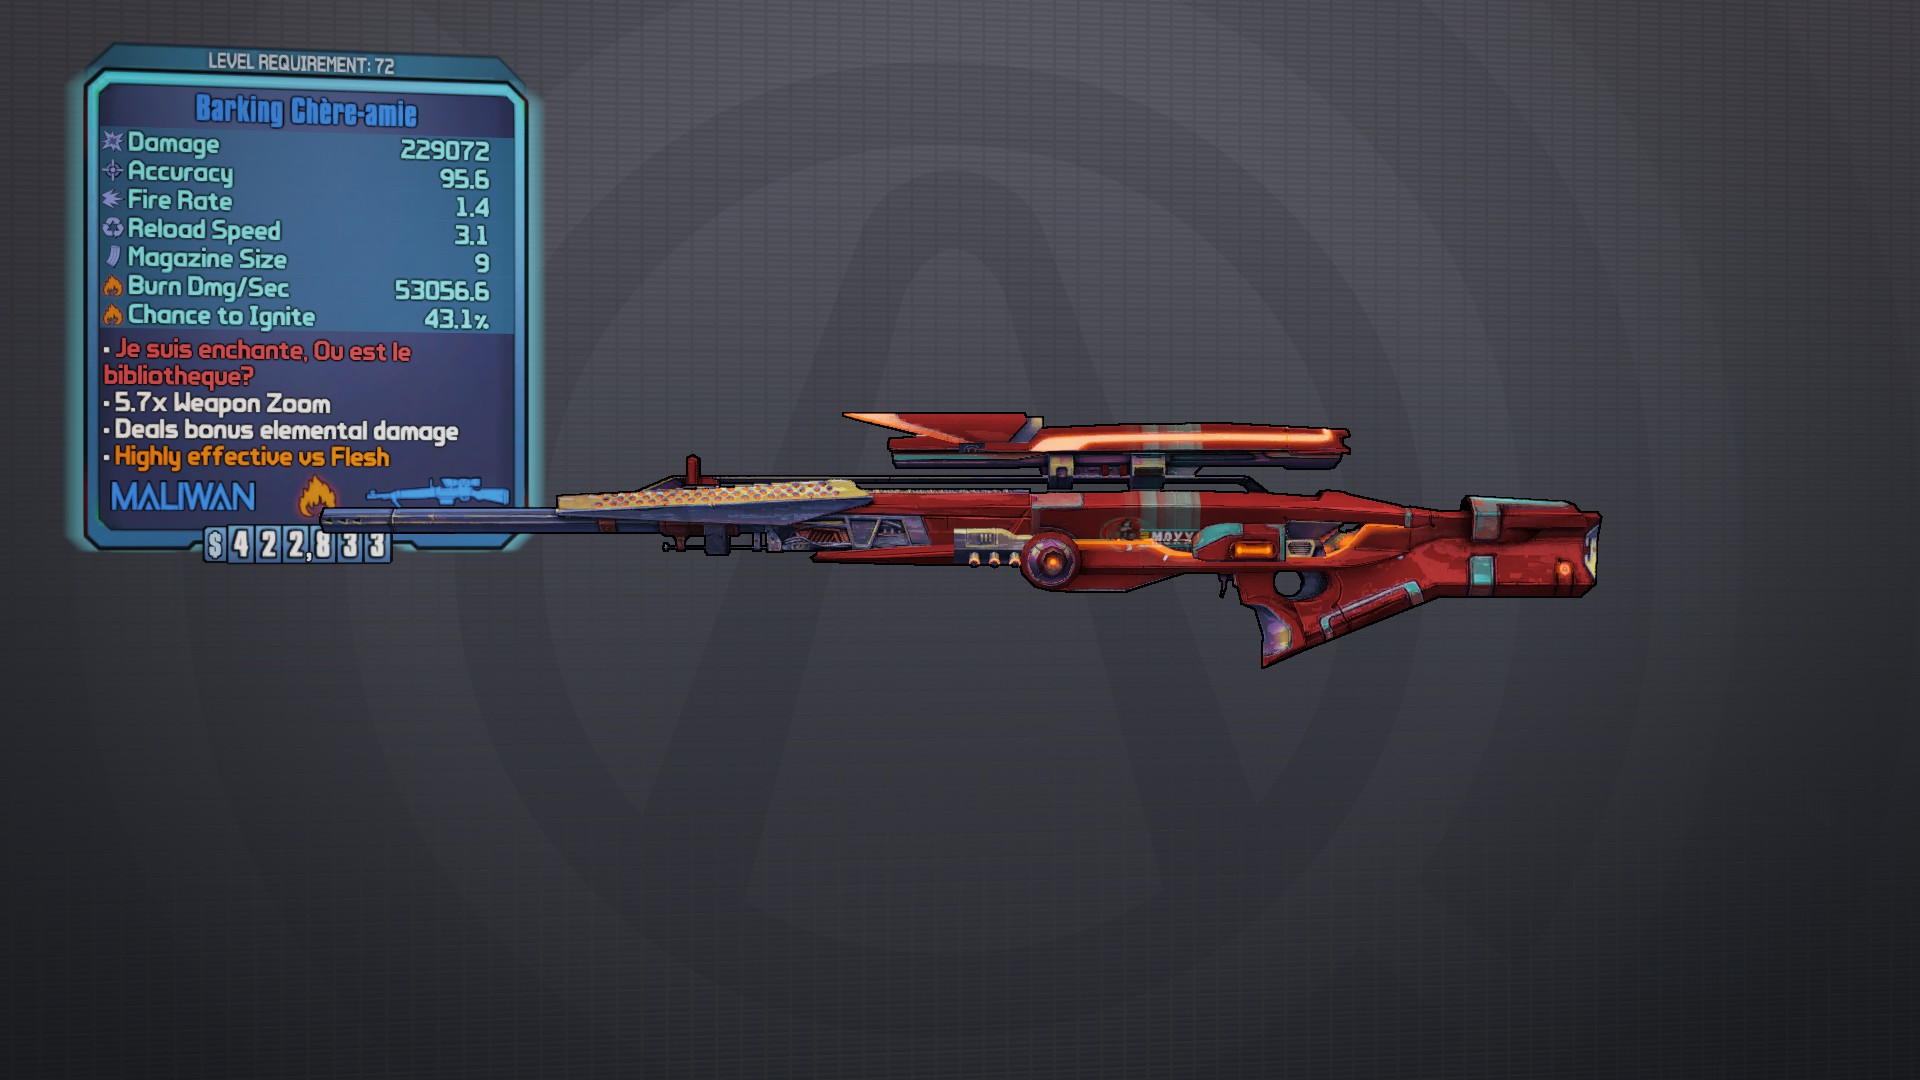 LEVEL REQUIREMENT: 72
Barking Chère-amie
Damage 229072
Accuracy 95.6
Fire Rate 1.4
Reload Speed 3.1
Magazine Size 9
Burn Dmg/Sec 53056.6
Chance to Ignite 43.1%
• Je suis enchante, Ou est le
bibliotheque?
• 5.7x Weapon Zoom
• Deals bonus elemental damage
• Highly effective vs Flesh
MALIWAN
$422,833
MOXX